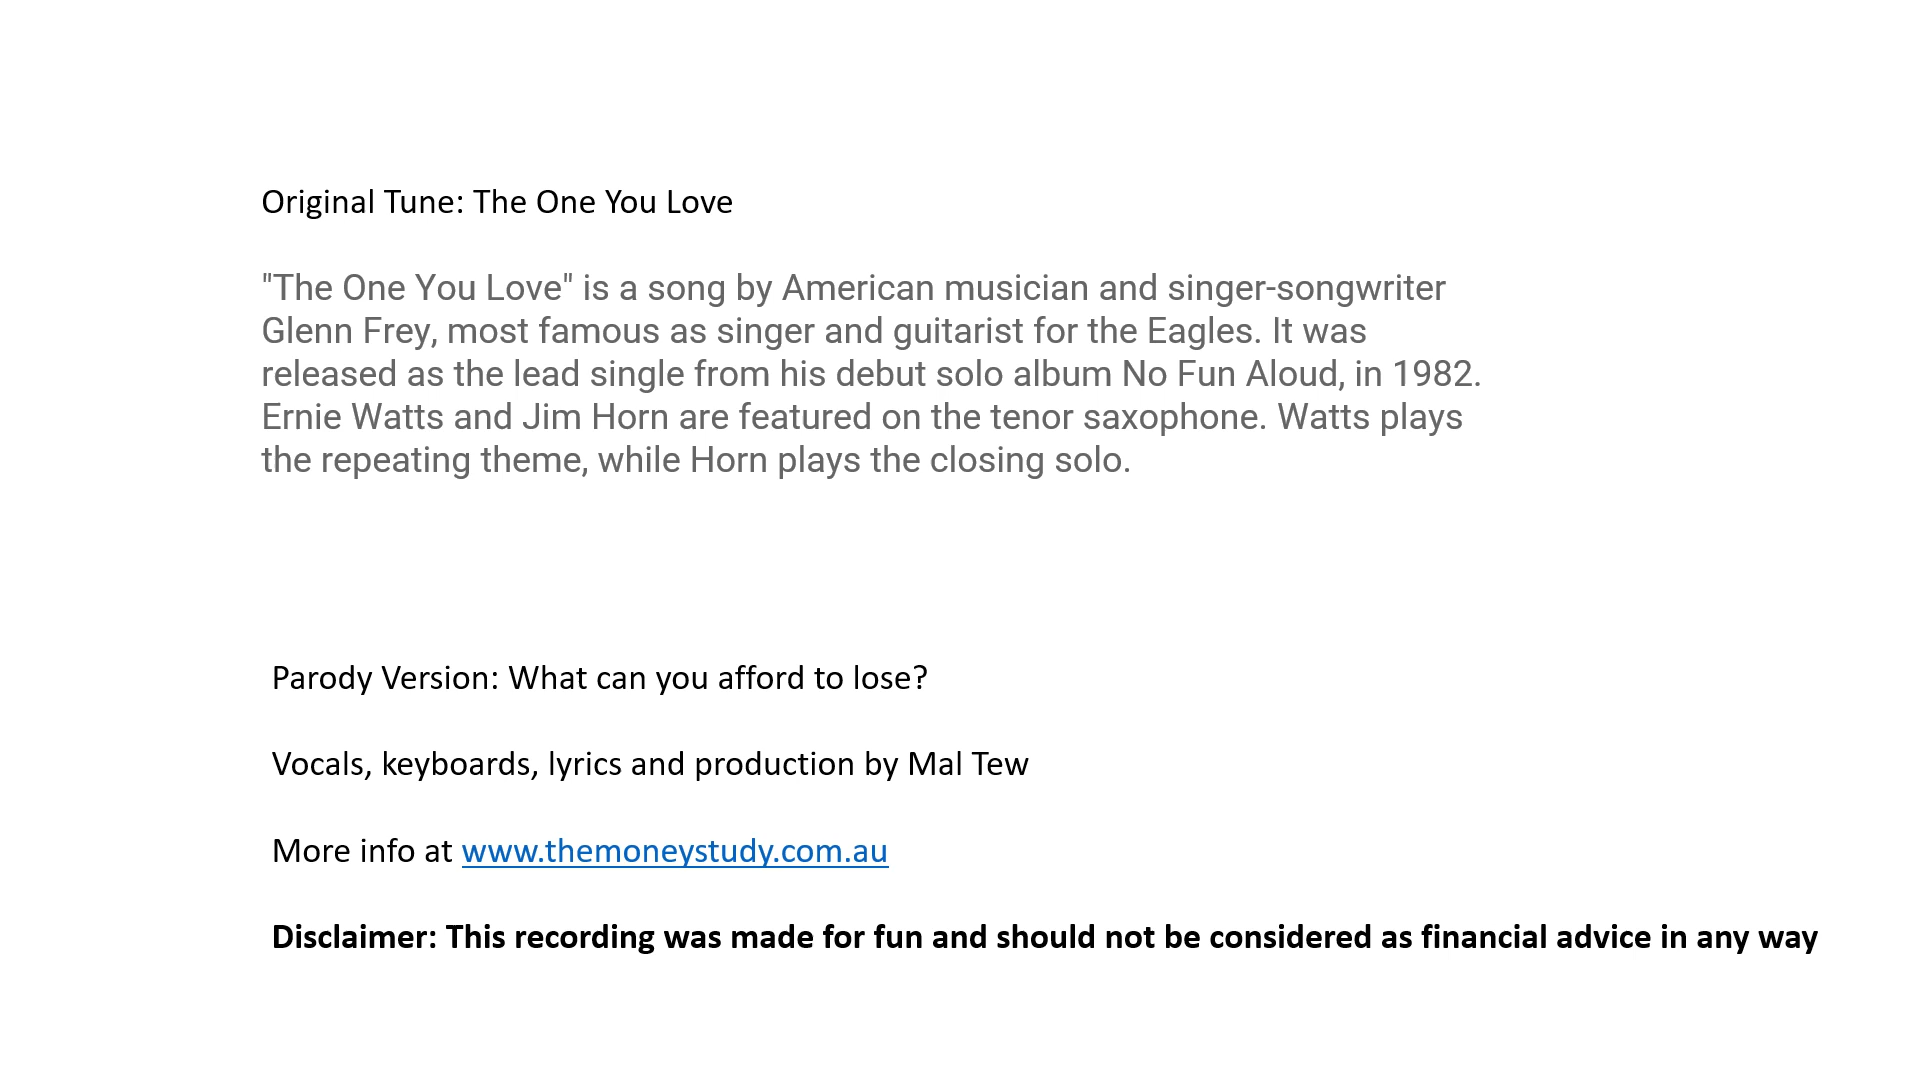 Original Tune: The One You Love
"The One You Love" is a song by American musician and singer-songwriter
Glenn Frey, most famous as singer and guitarist for the Eagles. It was
released as the lead single from his debut solo album No Fun Aloud, in 1982.
Ernie Watts and Jim Horn are featured on the tenor saxophone. Watts plays
the repeating theme, while Horn plays the closing solo.
Parody Version: What can you afford to lose?
Vocals, keyboards, lyrics and production by Mal Tew
More info at www.themoneystudy.com.au
Disclaimer: This recording was made for fun and should not be considered as financial advice in any way